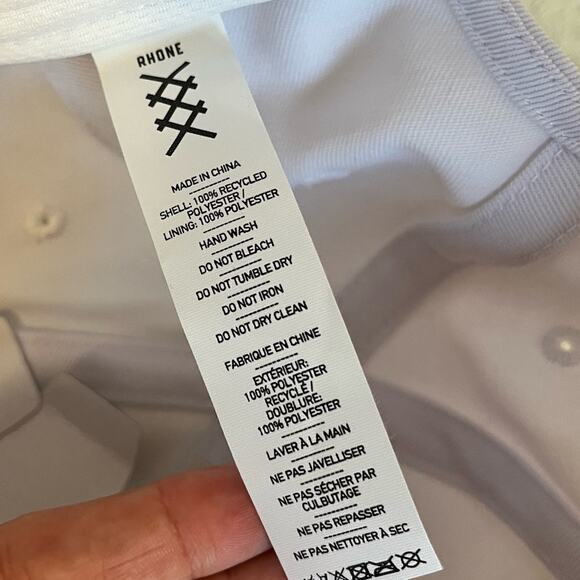 RHONE
MADE IN CHINA
SHELL: 100% RECYCLED
POLYESTER /
LINING: 100% POLYESTER
HAND WASH
DO NOT BLEACH
DO NOT TUMBLE DRY
DO NOT IRON
DO NOT DRY CLEAN
FABRIQUE EN CHINE
EXTÉRIEUR:
100% POLYESTER
RECYCLÉ /
DOUBLURE:
100% POLYESTER
LAVER À LA MAIN
NE PAS JAVELLISER
NE PAS SÉCHER PAR
CULBUTAGE
NE PAS REPASSER
NE PAS NETTOYER À SEC